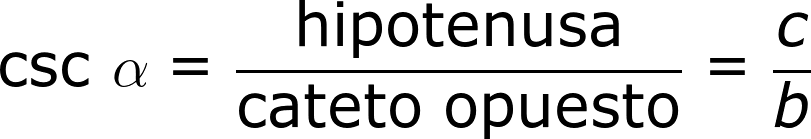 csc α = hipotenusa / cateto opuesto = c / b